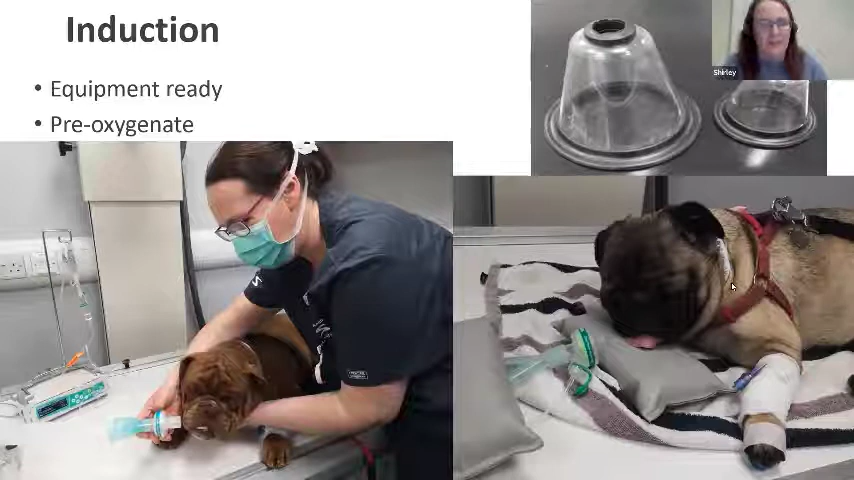 Induction
• Equipment ready
• Pre-oxygenate
Shirley